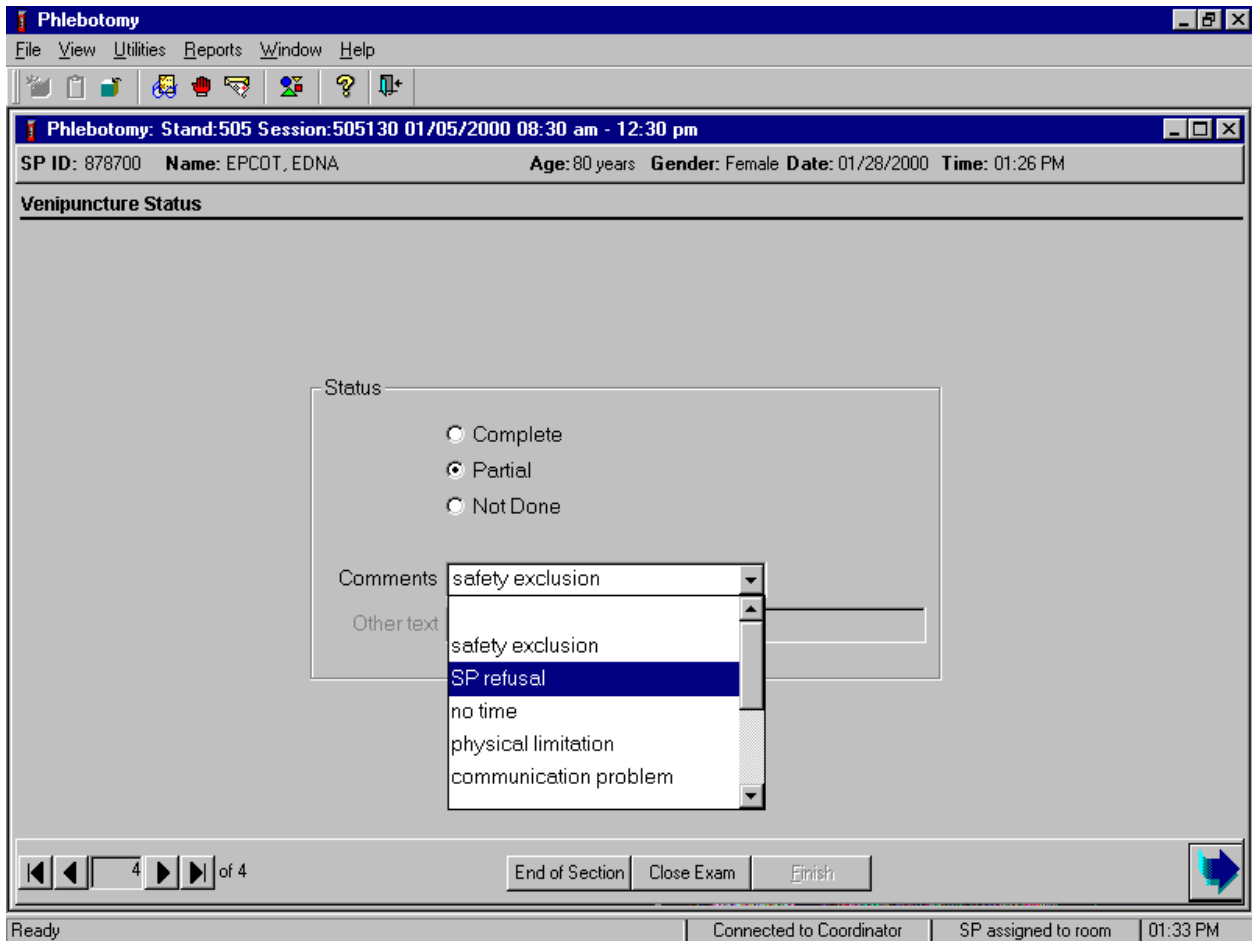 Phlebotomy
File View Utilities Reports Window Help
Phlebotomy: Stand:505 Session:505130 01/05/2000 08:30 am - 12:30 pm
SP ID: 878700 Name: EPCOT, EDNA Age: 80 years Gender: Female Date: 01/28/2000 Time: 01:26 PM
Venipuncture Status
Status
Complete
Partial
Not Done
Comments safety exclusion
Other text
safety exclusion
SP refusal
no time
physical limitation
communication problem
4 of 4 End of Section Close Exam Finish
Ready Connected to Coordinator SP assigned to room 01:33 PM